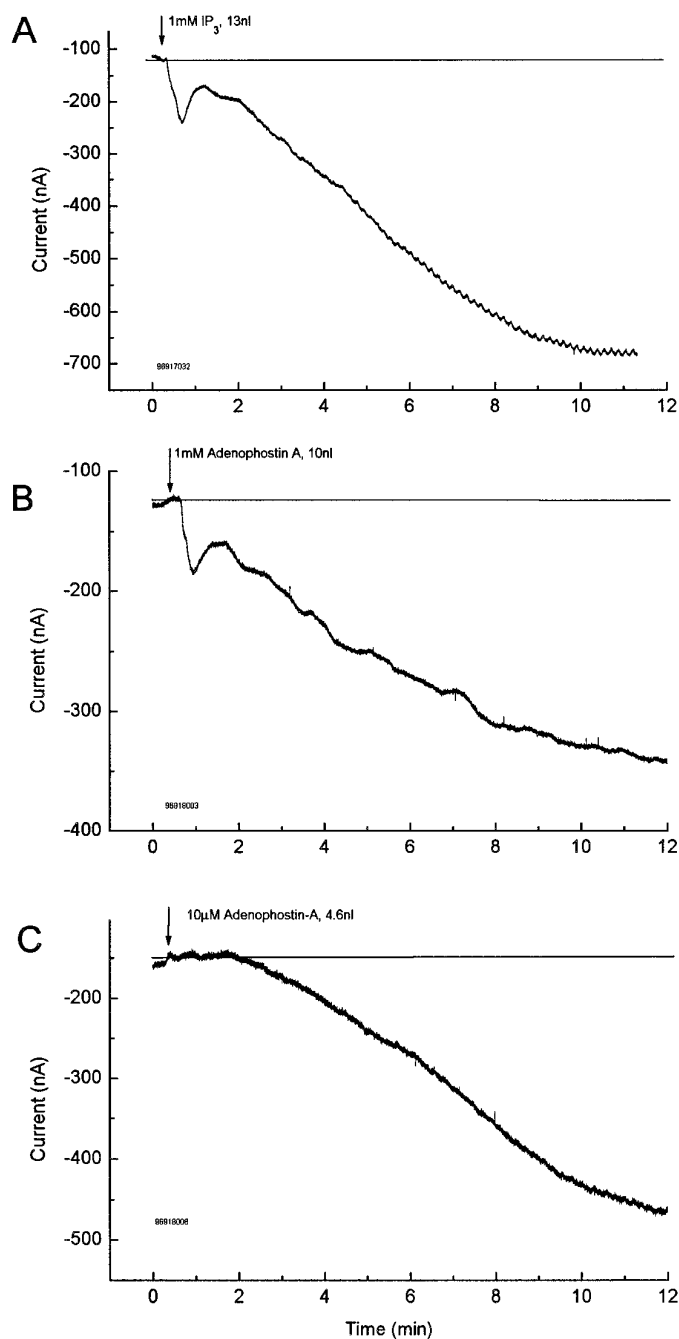 A
1mM IP3, 13nl
-100
-200
-300
-400
-500
-600
-700
Current (nA)
98917032
0 2 4 6 8 10 12
B
1mM Adenophostin A, 10nl
-100
-200
-300
-400
Current (nA)
98918003
0 2 4 6 8 10 12
C
10µM Adenophostin-A, 4.6nl
-200
-300
-400
-500
Current (nA)
98918006
0 2 4 6 8 10 12
Time (min)